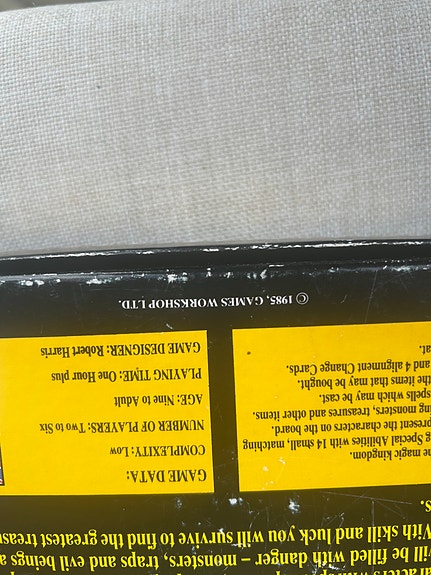 will be filled with danger – monsters, traps and evil beings
With skill and luck you will survive to find the greatest
GAME DATA:
COMPLEXITY: Low
NUMBER OF PLAYERS: Two to Six
AGE: Nine to Adult
PLAYING TIME: One Hour plus
GAME DESIGNER: Robert Harris
magic kingdom.
Special Abilities with 14 small, matching
present the characters on the board.
monsters, treasures and other items.
spells which may be cast.
the items that may be bought.
and 4 alignment Change Cards.
© 1985, GAMES WORKSHOP LTD.